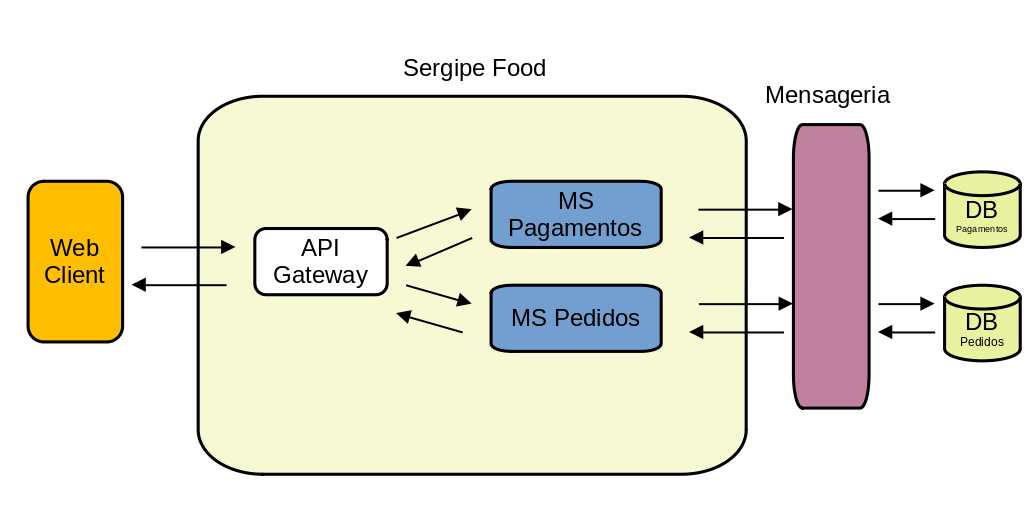 Sergipe Food
Mensageria
Web
Client
API
Gateway
MS
Pagamentos
MS Pedidos
DB
Pagamentos
DB
Pedidos